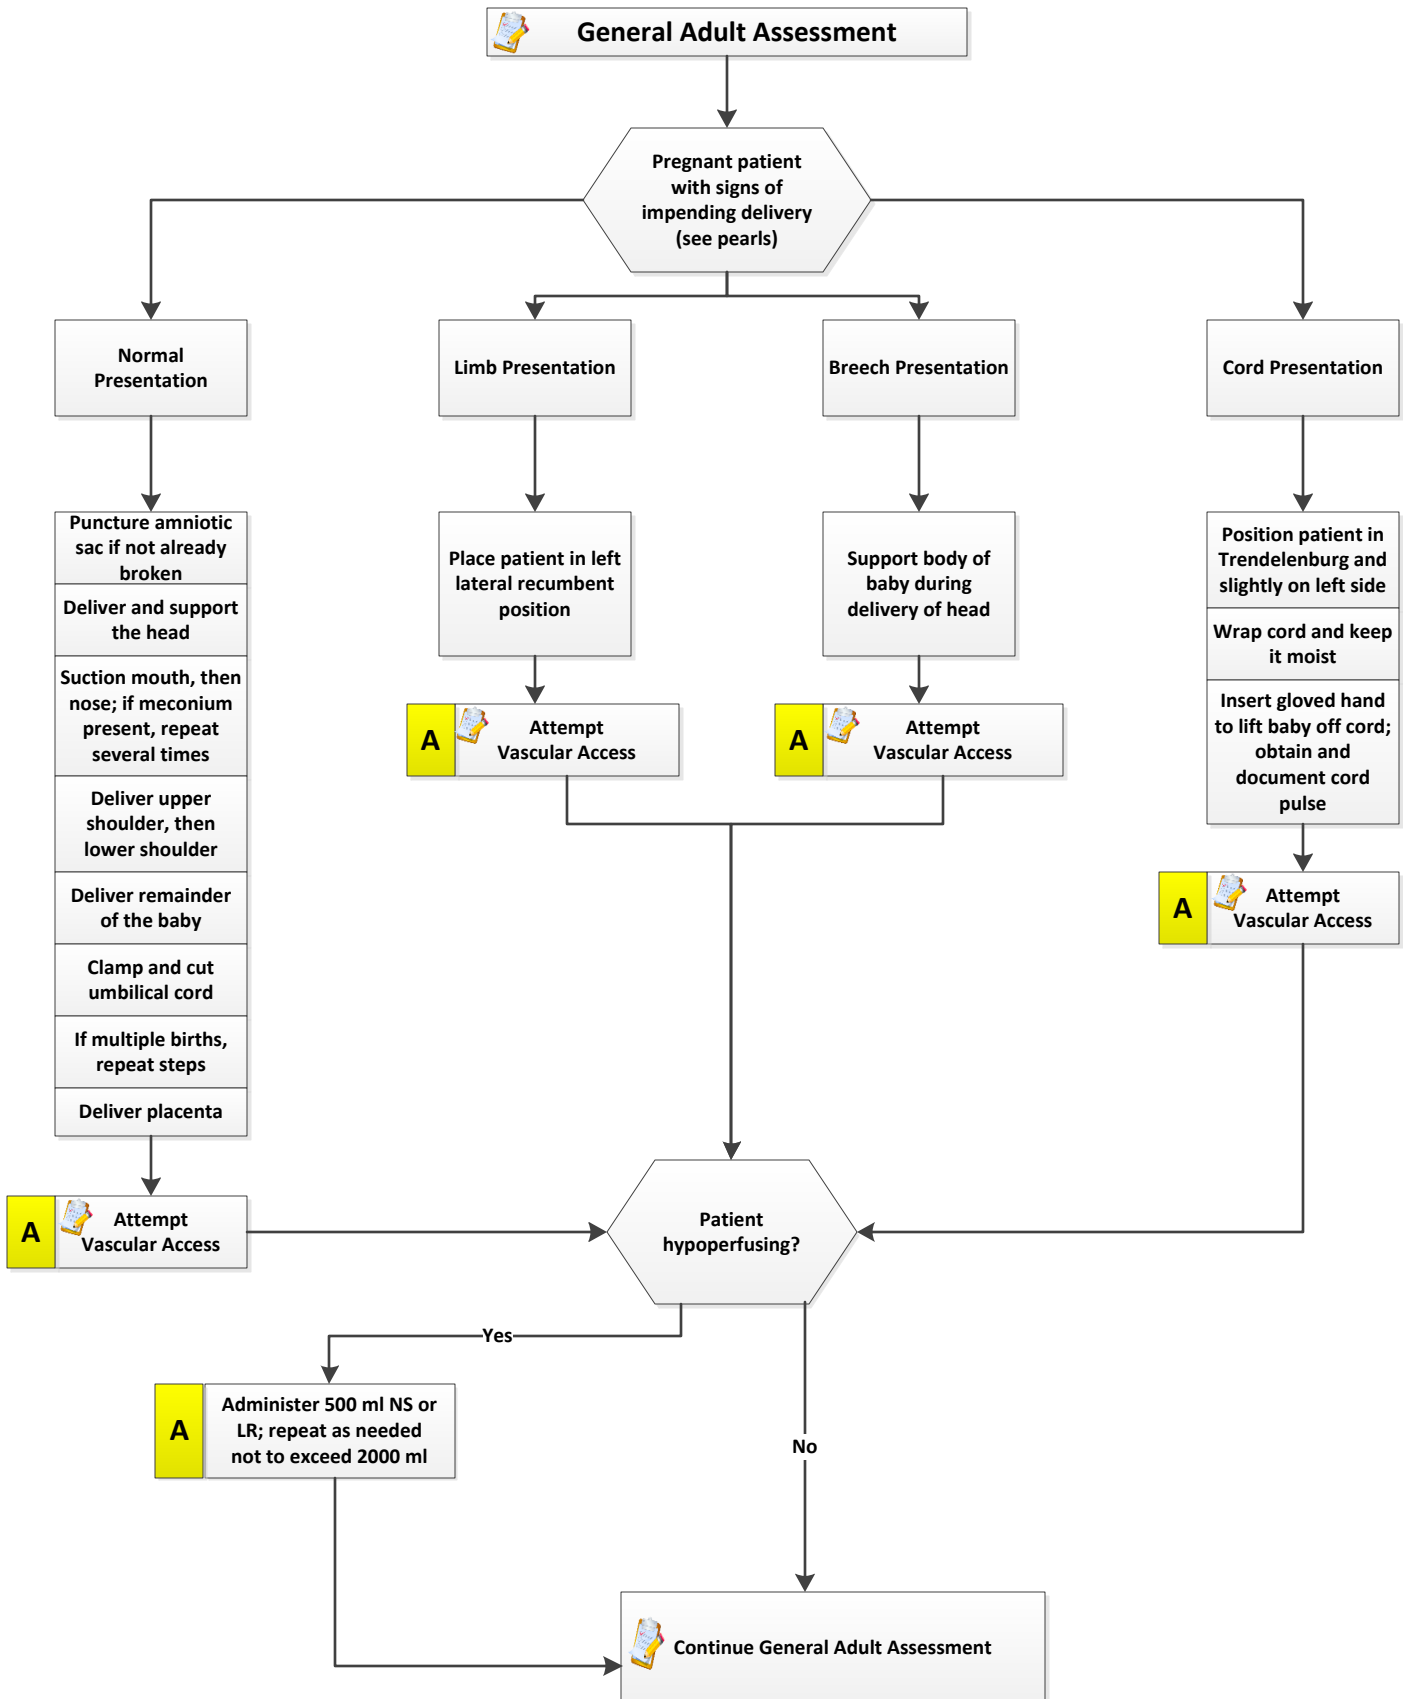 General Adult Assessment
Pregnant patient
with signs of
impending delivery
(see pearls)
Normal
Presentation
Limb Presentation
Breech Presentation
Cord Presentation
Puncture amniotic
sac if not already
broken
Deliver and support
the head
Suction mouth, then
nose; if meconium
present, repeat
several times
Deliver upper
shoulder, then
lower shoulder
Deliver remainder
of the baby
Clamp and cut
umbilical cord
If multiple births,
repeat steps
Deliver placenta
A
Attempt
Vascular Access
Place patient in left
lateral recumbent
position
A
Attempt
Vascular Access
Support body of
baby during
delivery of head
A
Attempt
Vascular Access
Position patient in
Trendelenburg and
slightly on left side
Wrap cord and keep
it moist
Insert gloved hand
to lift baby off cord;
obtain and
document cord
pulse
A
Attempt
Vascular Access
Patient
hypoperfusing?
Yes
A
Administer 500 ml NS or
LR; repeat as needed
not to exceed 2000 ml
No
Continue General Adult Assessment